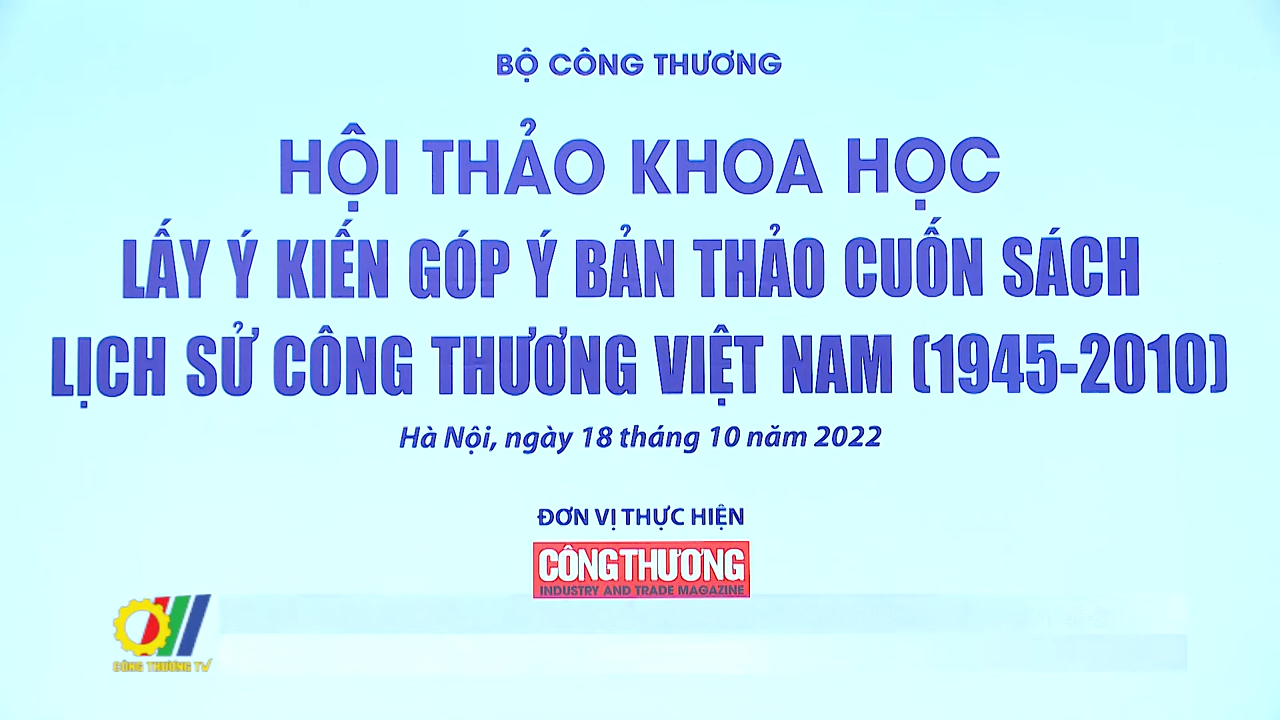 BỘ CÔNG THƯƠNG
HỘI THẢO KHOA HỌC
LẤY Ý KIẾN GÓP Ý BẢN THẢO CUỐN SÁCH
LỊCH SỬ CÔNG THƯƠNG VIỆT NAM (1945-2010)
Hà Nội, ngày 18 tháng 10 năm 2022
ĐƠN VỊ THỰC HIỆN
CÔNG THƯƠNG
INDUSTRY AND TRADE MAGAZINE
CÔNG THƯƠNG TV